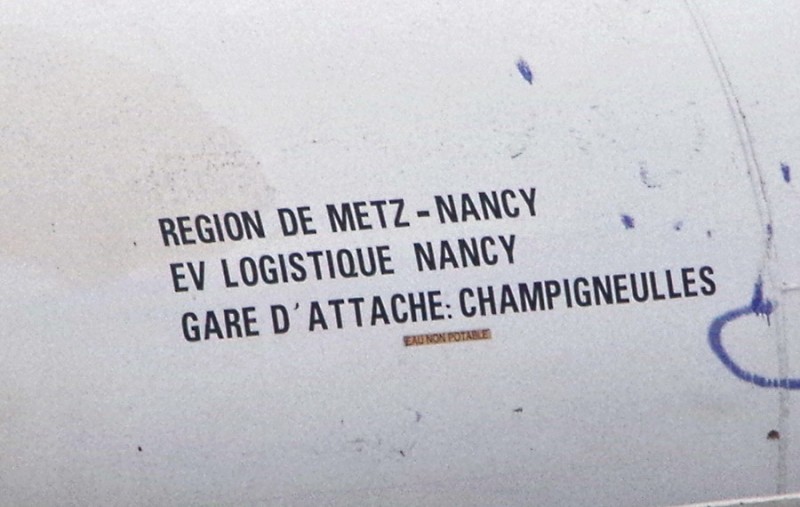 REGION DE METZ - NANCY
EV LOGISTIQUE NANCY
GARE D'ATTACHE: CHAMPIGNEULLES
EAU NON POTABLE